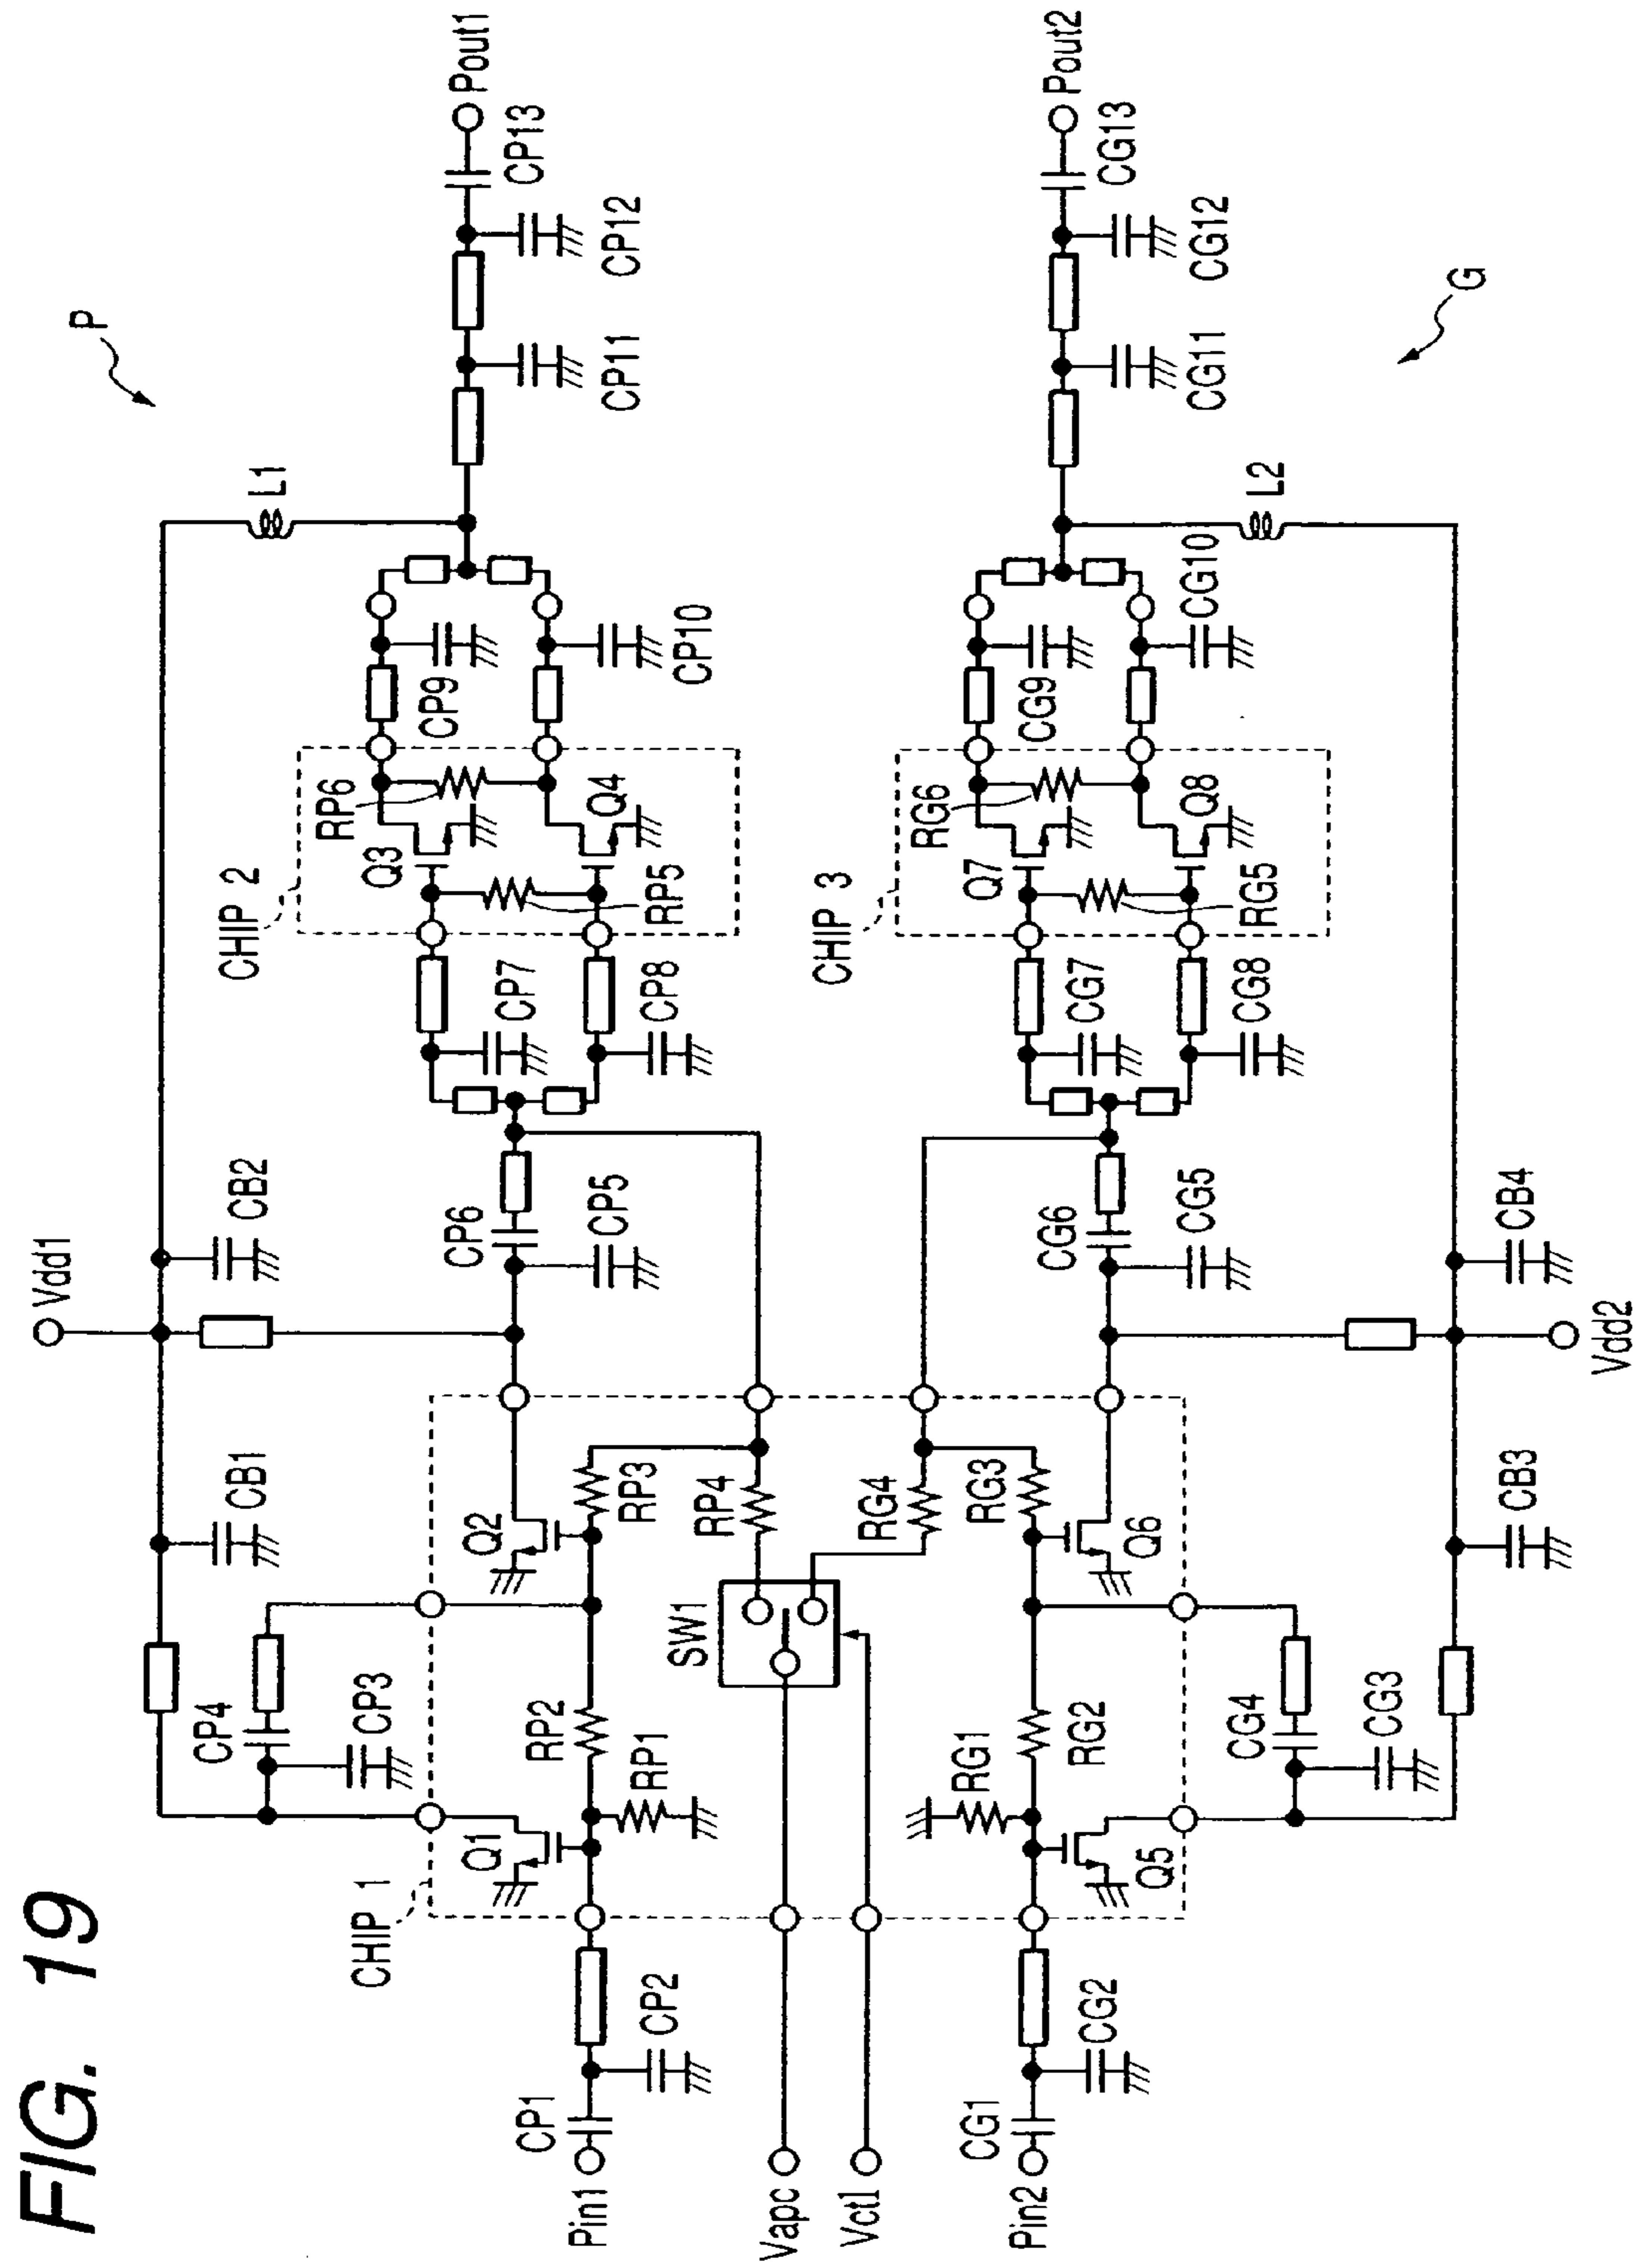 FIG. 19
P
Vdd1
CB1
CB2
L1
CP4
CP3
CHIP 1
Q1
Q2
RP1
RP2
RP3
RP4
CP1
CP2
Pin1
CP6
CP5
CHIP 2
CP7
CP8
Q3
Q4
RP5
RP6
CP9
CP10
CP11
CP12
CP13
Pout1
SW1
Vapc
Vctl
RG4
RG3
RG1
RG2
Q5
Q6
Pin2
CG1
CG2
CG4
CG3
CG6
CG5
CHIP 3
CG7
CG8
Q7
Q8
RG5
RG6
CG9
CG10
CG11
CG12
CG13
Pout2
L2
G
CB3
CB4
Vdd2